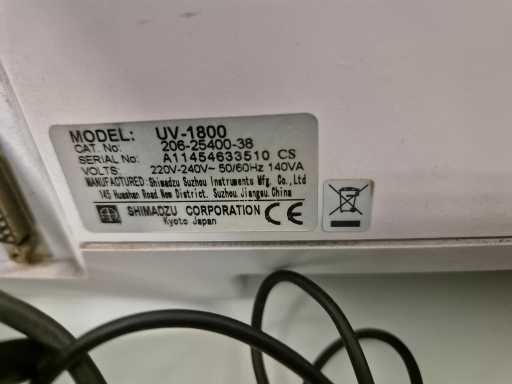 MODEL: UV-1800
CAT. No: 206-25400-38
SERIAL No: A11454633510 CS
VOLTS: 220V-240V~ 50/60Hz 140VA
MANUFACTURED: Shimadzu Suzhou Instruments Mfg. Co., Ltd
145 Huashan Road New District. Suzhou Jiangsu. China
SHIMADZU CORPORATION CE
Kyoto Japan